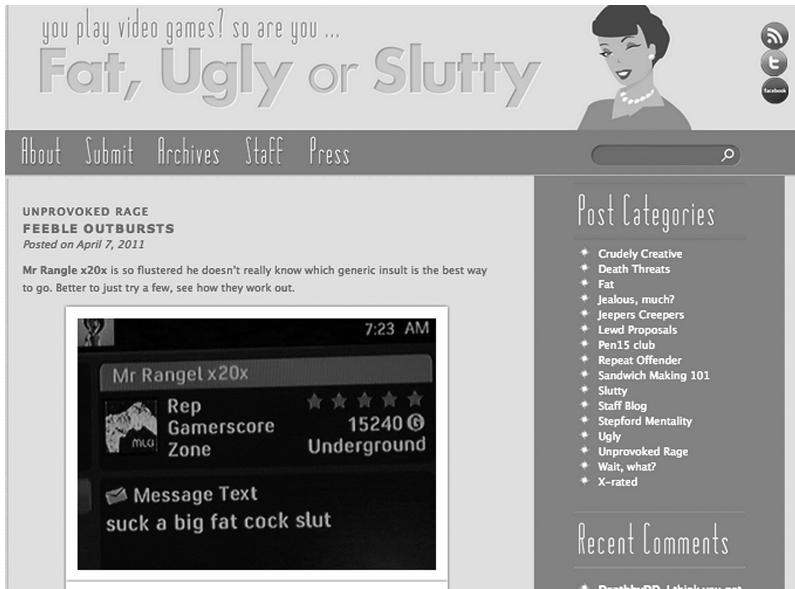 you play video games? so are you ...
Fat, Ugly or Slutty
facebook
About Submit Archives Staff Press
UNPROVOKED RAGE
FEEBLE OUTBURSTS
Posted on April 7, 2011
Mr Rangle x20x is so flustered he doesn't really know which generic insult is the best way
to go. Better to just try a few, see how they work out.
7:23 AM
Mr Rangel x20x
Rep
Gamerscore 15240 G
Zone Underground
MLG
Message Text
suck a big fat cock slut
Post Categories
Crudely Creative
Death Threats
Fat
Jealous, much?
Jeepers Creepers
Lewd Proposals
Pen15 club
Repeat Offender
Sandwich Making 101
Slutty
Staff Blog
Stepford Mentality
Ugly
Unprovoked Rage
Wait, what?
X-rated
Recent Comments